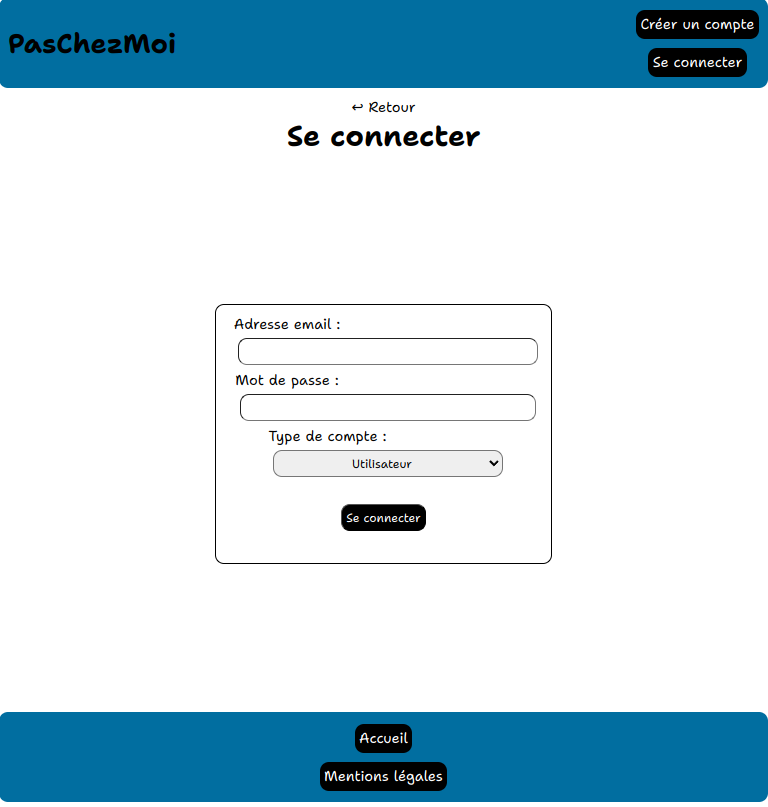 PasChezMoi
Créer un compte
Se connecter
↩ Retour
Se connecter
Adresse email :
Mot de passe :
Type de compte :
Utilisateur
Se connecter
Accueil
Mentions légales